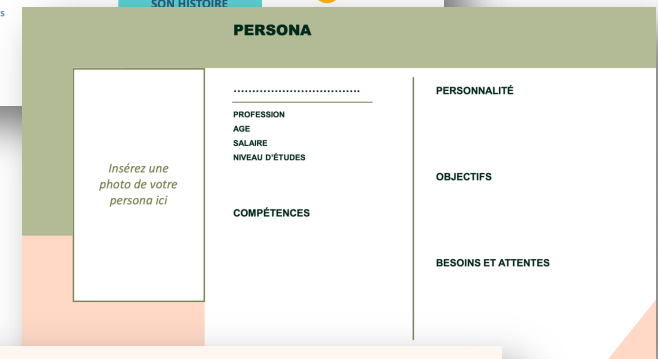 s
SON HISTOIRE
PERSONA
Insérez une
photo de votre
persona ici
..................................
PROFESSION
AGE
SALAIRE
NIVEAU D'ÉTUDES
COMPÉTENCES
PERSONNALITÉ
OBJECTIFS
BESOINS ET ATTENTES